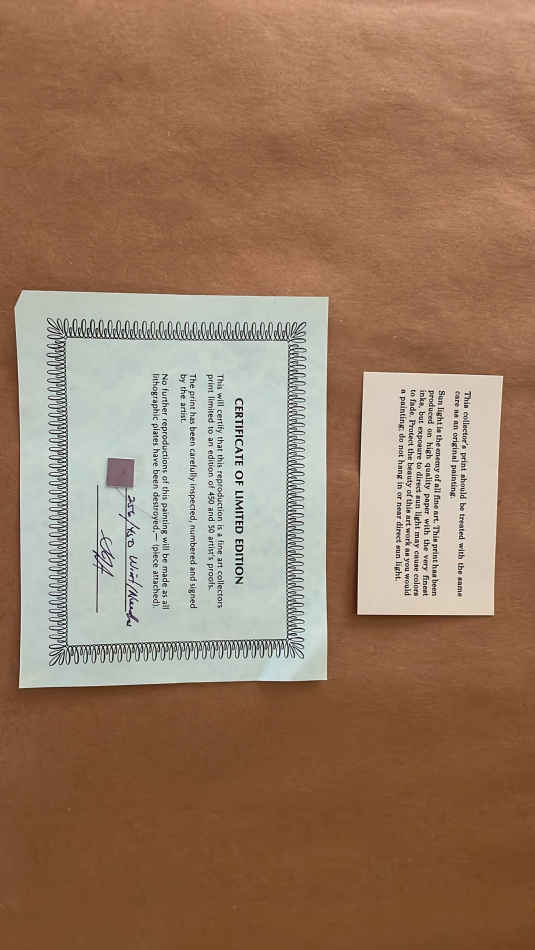 This collector's print should be treated with the same
care as an original painting.
Sun light is the enemy of all fine art. This print has been
produced on high quality paper with the very finest
inks, but exposure to direct sun light may cause colors
to fade. Protect the beauty of this art work as you would
a painting; do not hang in or near direct sun light.
CERTIFICATE OF LIMITED EDITION
This will certify that this reproduction is a fine art collectors
print limited to an edition of 450 and 50 artist's proofs.
The print has been carefully inspected, numbered and signed
by the artist.
No further reproductions of this painting will be made as all
lithographic plates have been destroyed,— (piece attached).
256/450